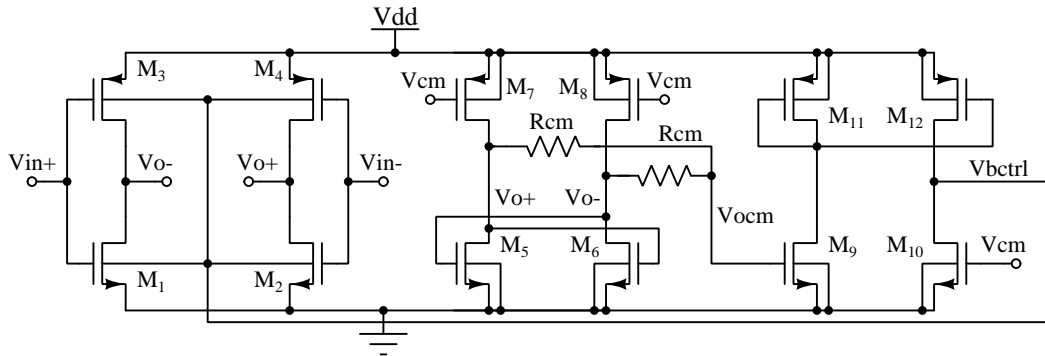 Vdd
M3
M4
Vcm
M7
M8
Vcm
Rcm
Rcm
M11
M12
Vin+
Vo-
Vo+
Vin-
Vbctrl
Vo+
Vo-
Vocm
M1
M2
M5
M6
M9
M10
Vcm